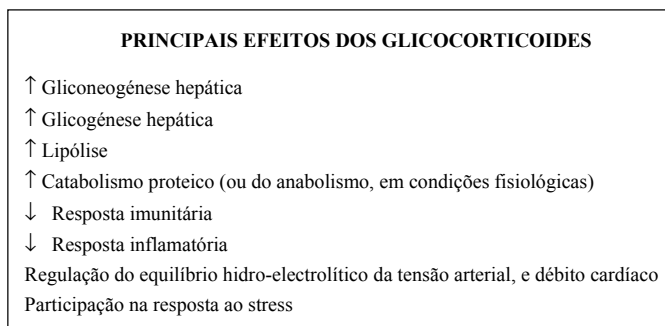 PRINCIPAIS EFEITOS DOS GLICOCORTICOIDES
↑ Gliconeogénese hepática
↑ Glicogénese hepática
↑ Lipólise
↑ Catabolismo proteico (ou do anabolismo, em condições fisiológicas)
↓ Resposta imunitária
↓ Resposta inflamatória
Regulação do equilíbrio hidro-electrolítico da tensão arterial, e débito cardíaco
Participação na resposta ao stress